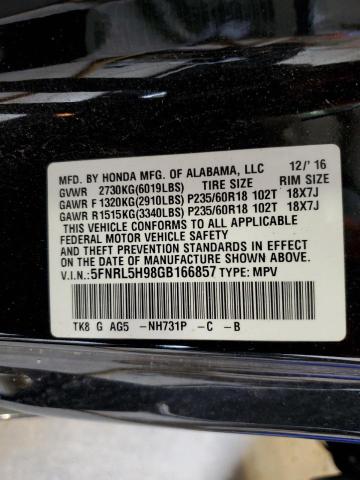 MFD. BY HONDA MFG. OF ALABAMA, LLC 12/'16
GVWR 2730KG(6019LBS) TIRE SIZE RIM SIZE
GAWR F 1320KG(2910LBS) P235/60R18 102T 18X7J
GAWR R1515KG(3340LBS) P235/60R18 102T 18X7J
THIS VEHICLE CONFORMS TO ALL APPLICABLE
FEDERAL MOTOR VEHICLE SAFETY
AND THEFT PREVENTION STANDARDS IN EFFECT
ON THE DATE OF MANUFACTURE SHOWN ABOVE.
V.I.N.: 5FNRL5H98GB166857 TYPE: MPV
TK8 G AG5 -NH731P -C -B